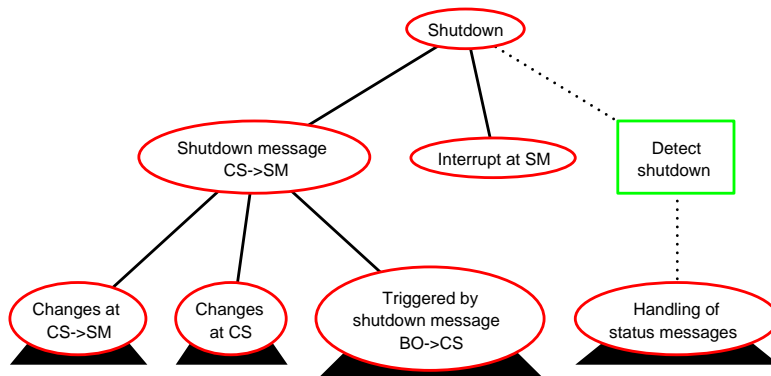 Shutdown
Shutdown message
CS->SM
Interrupt at SM
Detect
shutdown
Changes at
CS->SM
Changes
at CS
Triggered by
shutdown message
BO->CS
Handling of
status messages